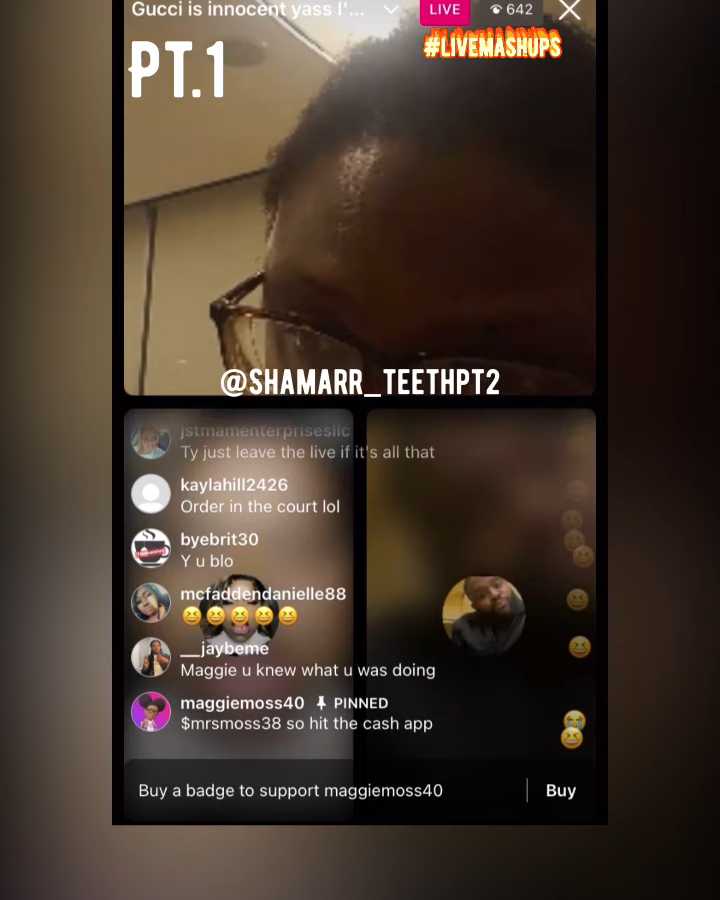 Gucci is innocent yass I'...
LIVE
642
#LIVEMASHUPS
PT.1
@SHAMARR_TEETHPT2
jstmamenterprisesllc
Ty just leave the live if it's all that
kaylahill2426
Order in the court lol
byebrit30
Y u blo
mcfaddendanielle88
😆😆😆😆😆
__jaybeme
Maggie u knew what u was doing
maggiemoss40 PINNED
$mrsmoss38 so hit the cash app
Buy a badge to support maggiemoss40
Buy